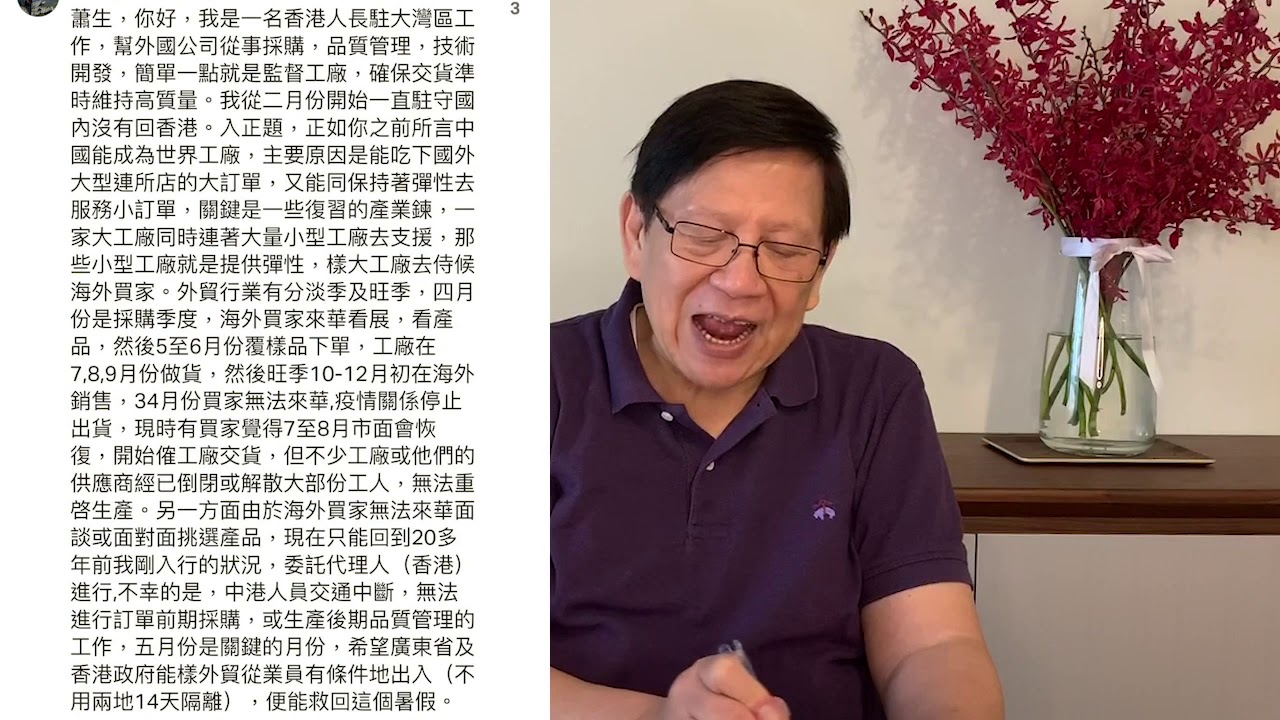 3
蕭生，你好，我是一名香港人長駐大灣區工
作，幫外國公司從事採購，品質管理，技術
開發，簡單一點就是監督工廠，確保交貨準
時維持高質量。我從二月份開始一直駐守國
內沒有回香港。入正題，正如你之前所言中
國能成為世界工廠，主要原因是能吃下國外
大型連所店的大訂單，又能同保持著彈性去
服務小訂單，關鍵是一些復習的產業鍊，一
家大工廠同時連著大量小型工廠去支援，那
些小型工廠就是提供彈性，樣大工廠去侍候
海外買家。外貿行業有分淡季及旺季，四月
份是採購季度，海外買家來華看展，看產
品，然後5至6月份覆樣品下單，工廠在
7,8,9月份做貨，然後旺季10-12月初在海外
銷售，34月份買家無法來華,疫情關係停止
出貨，現時有買家覺得7至8月市面會恢
復，開始催工廠交貨，但不少工廠或他們的
供應商經已倒閉或解散大部份工人，無法重
啓生產。另一方面由於海外買家無法來華面
談或面對面挑選產品，現在只能回到20多
年前我剛入行的狀況，委託代理人（香港）
進行,不幸的是，中港人員交通中斷，無法
進行訂單前期採購，或生產後期品質管理的
工作，五月份是關鍵的月份，希望廣東省及
香港政府能樣外貿從業員有條件地出入（不
用兩地14天隔離），便能救回這個暑假。